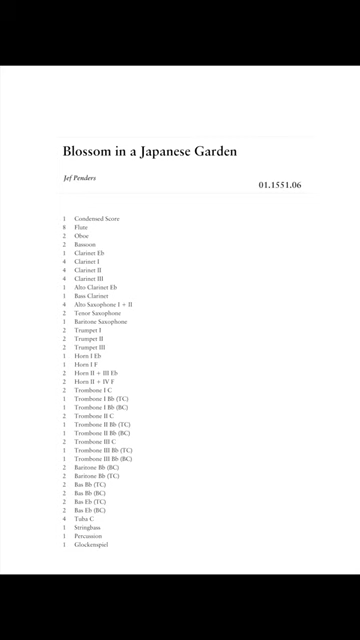 Blossom in a Japanese Garden
Jef Penders
01.1551.06
1 Condensed Score
8 Flute
2 Oboe
2 Bassoon
1 Clarinet Eb
4 Clarinet I
4 Clarinet II
4 Clarinet III
1 Alto Clarinet Eb
1 Bass Clarinet
4 Alto Saxophone I + II
2 Tenor Saxophone
1 Baritone Saxophone
2 Trumpet I
2 Trumpet II
2 Trumpet III
1 Horn I Eb
1 Horn I F
2 Horn II + III Eb
2 Horn II + IV F
2 Trombone I C
1 Trombone I Bb (TC)
1 Trombone I Bb (BC)
2 Trombone II C
1 Trombone II Bb (TC)
1 Trombone II Bb (BC)
2 Trombone III C
1 Trombone III Bb (TC)
1 Trombone III Bb (BC)
2 Baritone Bb (BC)
2 Baritone Bb (TC)
2 Bas Bb (TC)
2 Bas Bb (BC)
2 Bas Eb (TC)
2 Bas Eb (BC)
4 Tuba C
1 Stringbass
1 Percussion
1 Glockenspiel